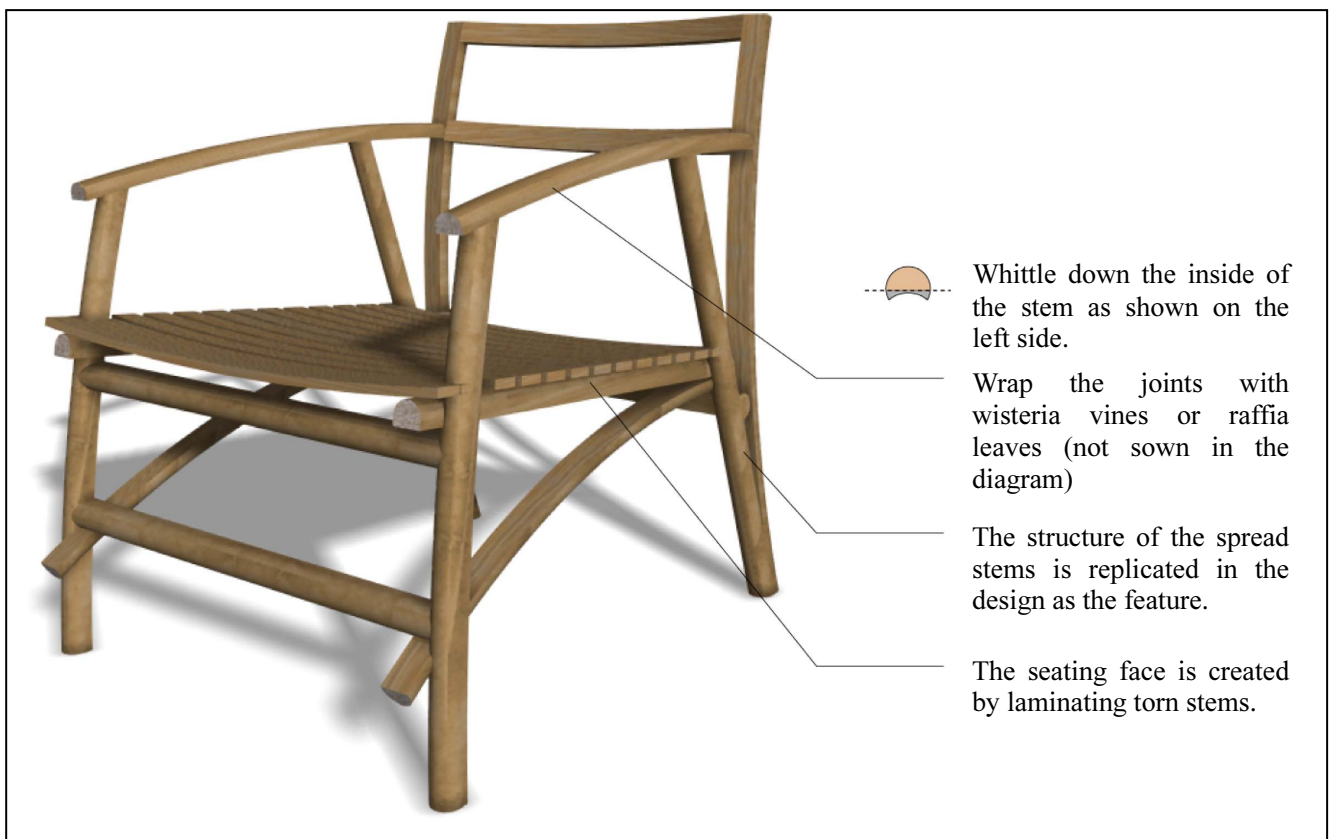 Whittle down the inside of
the stem as shown on the
left side.
Wrap the joints with
wisteria vines or raffia
leaves (not sown in the
diagram)
The structure of the spread
stems is replicated in the
design as the feature.
The seating face is created
by laminating torn stems.